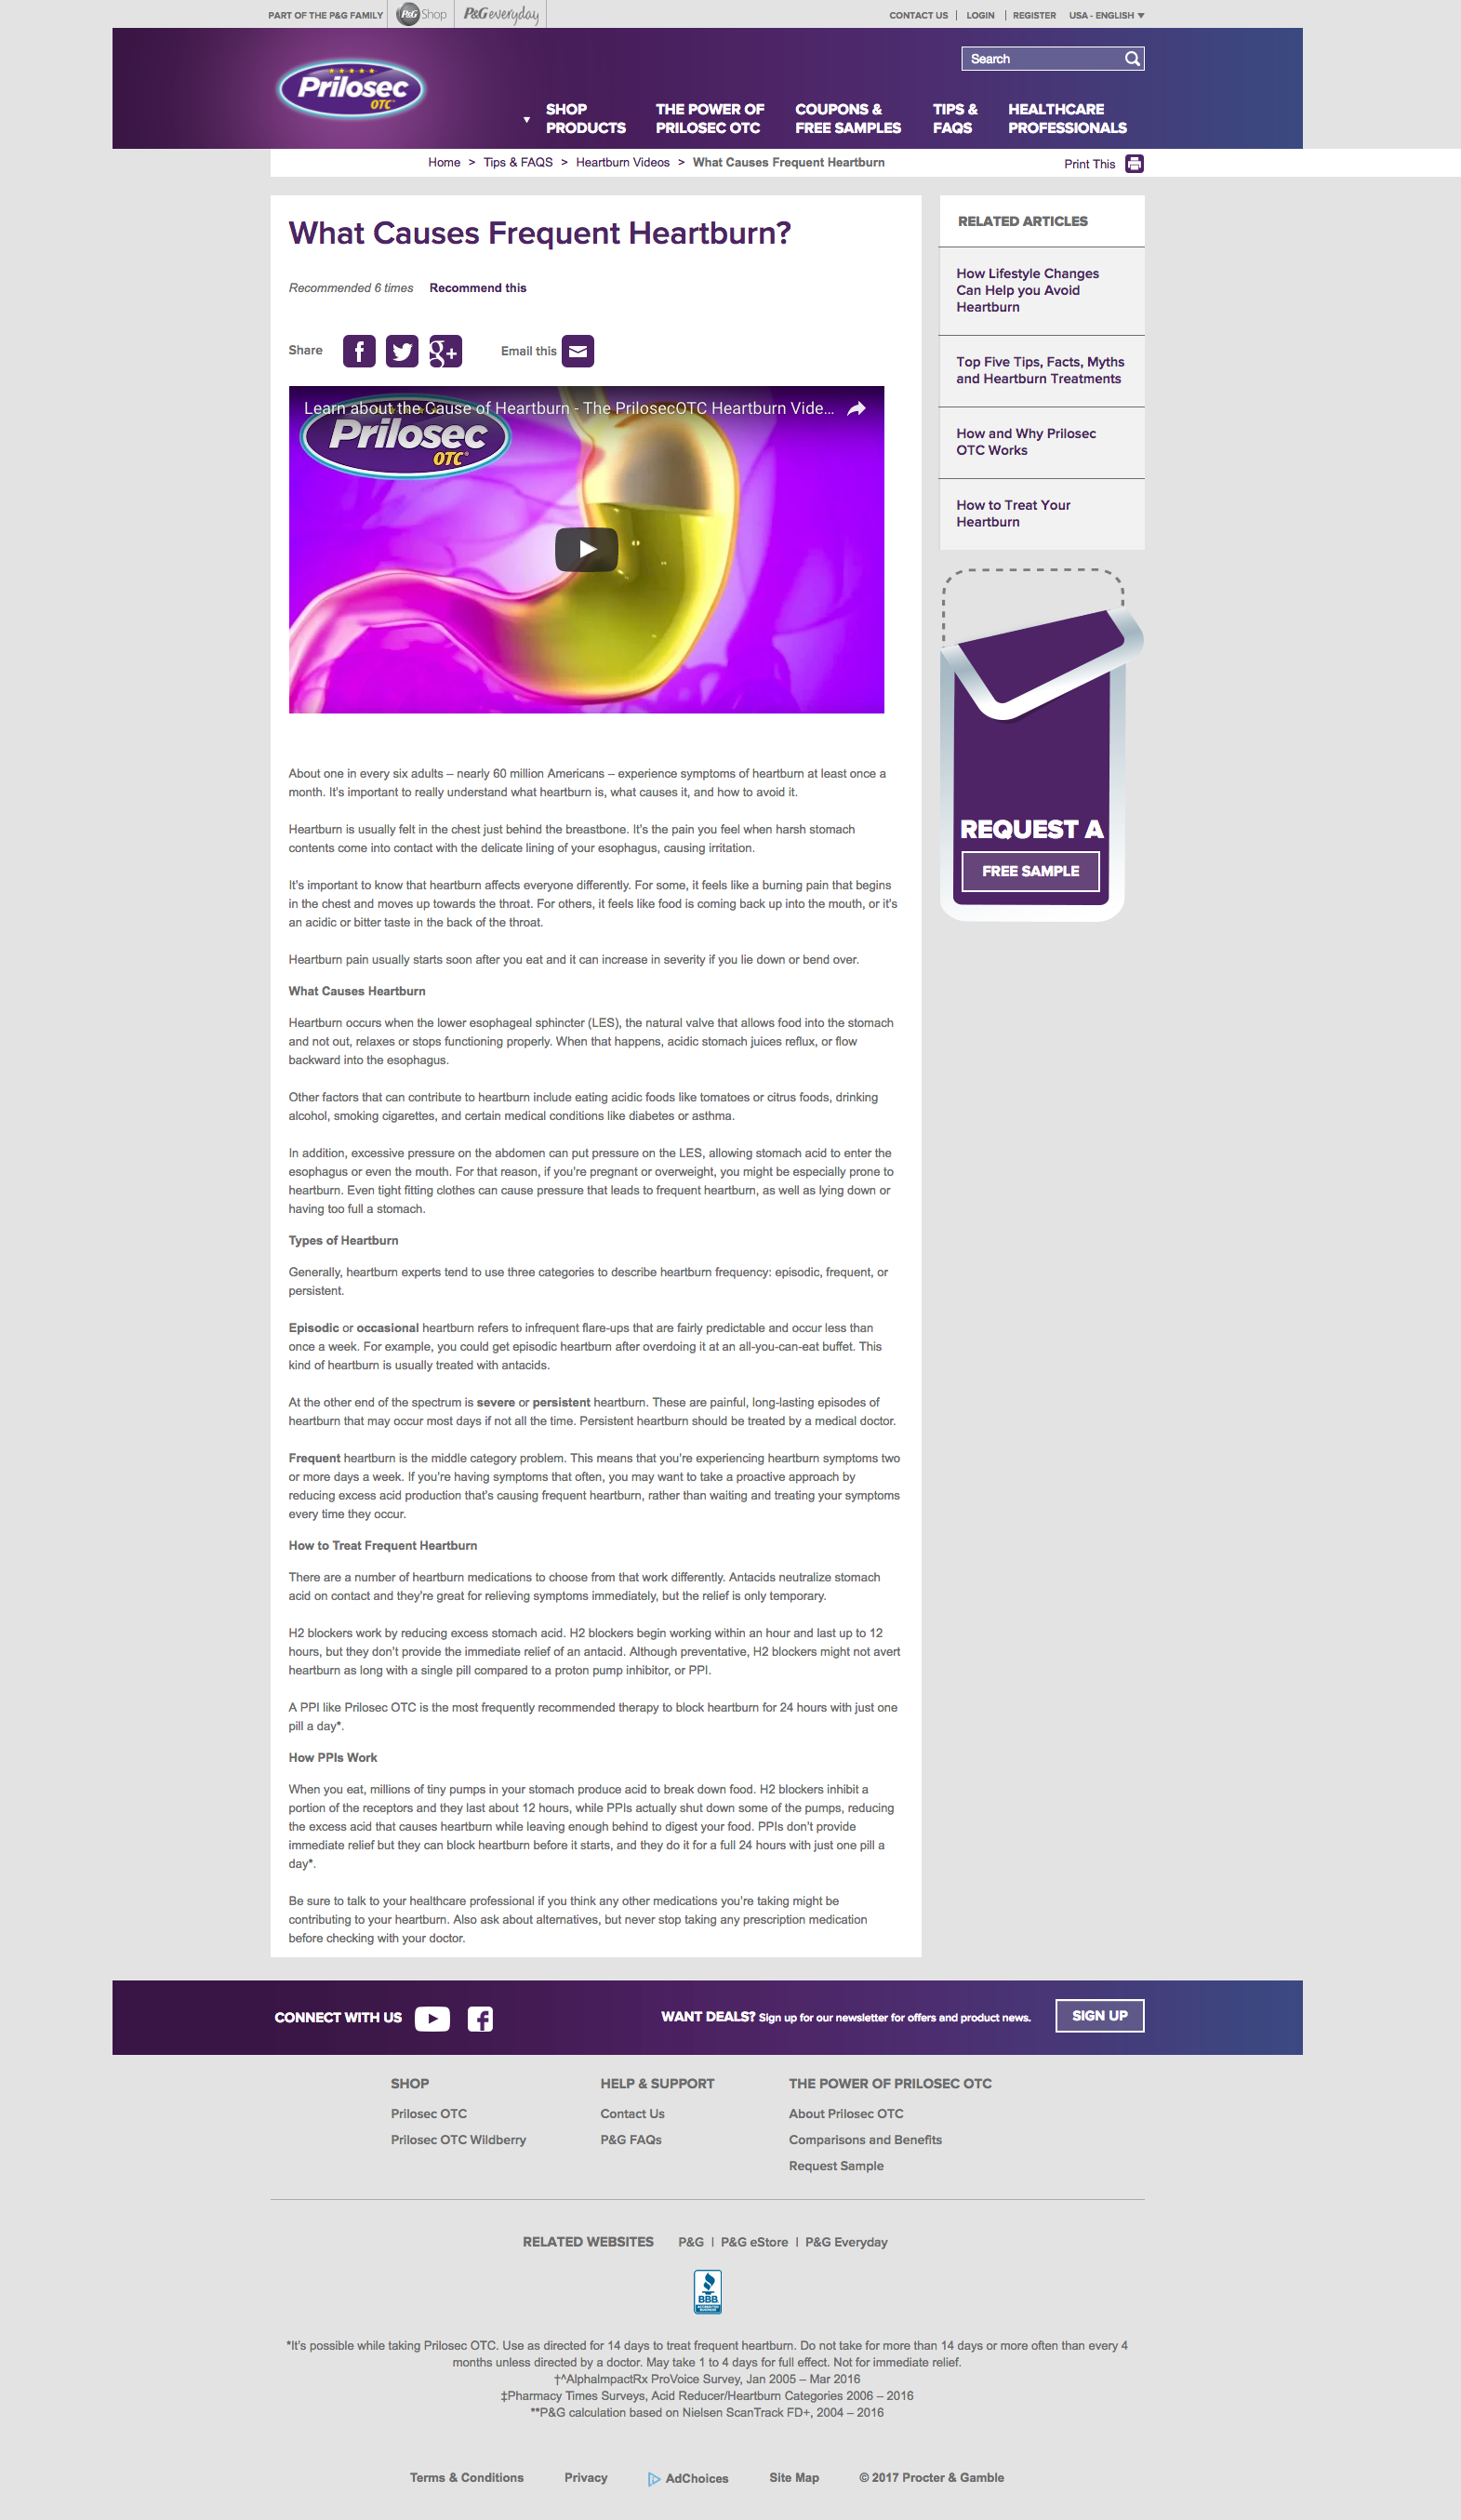 PART OF THE P&G FAMILY
P&G Shop
P&G everyday
CONTACT US | LOGIN | REGISTER USA - ENGLISH ▼
Prilosec
OTC
Search
SHOP
PRODUCTS
THE POWER OF
PRILOSEC OTC
COUPONS &
FREE SAMPLES
TIPS &
FAQS
HEALTHCARE
PROFESSIONALS
Home > Tips & FAQS > Heartburn Videos > What Causes Frequent Heartburn
Print This
What Causes Frequent Heartburn?
Recommended 6 times Recommend this
Share
Email this
Learn about the Cause of Heartburn - The PrilosecOTC Heartburn Vide...
Prilosec
OTC
About one in every six adults – nearly 60 million Americans – experience symptoms of heartburn at least once a
month. It's important to really understand what heartburn is, what causes it, and how to avoid it.
Heartburn is usually felt in the chest just behind the breastbone. It's the pain you feel when harsh stomach
contents come into contact with the delicate lining of your esophagus, causing irritation.
It's important to know that heartburn affects everyone differently. For some, it feels like a burning pain that begins
in the chest and moves up towards the throat. For others, it feels like food is coming back up into the mouth, or it's
an acidic or bitter taste in the back of the throat.
Heartburn pain usually starts soon after you eat and it can increase in severity if you lie down or bend over.
What Causes Heartburn
Heartburn occurs when the lower esophageal sphincter (LES), the natural valve that allows food into the stomach
and not out, relaxes or stops functioning properly. When that happens, acidic stomach juices reflux, or flow
backward into the esophagus.
Other factors that can contribute to heartburn include eating acidic foods like tomatoes or citrus foods, drinking
alcohol, smoking cigarettes, and certain medical conditions like diabetes or asthma.
In addition, excessive pressure on the abdomen can put pressure on the LES, allowing stomach acid to enter the
esophagus or even the mouth. For that reason, if you're pregnant or overweight, you might be especially prone to
heartburn. Even tight fitting clothes can cause pressure that leads to frequent heartburn, as well as lying down or
having too full a stomach.
Types of Heartburn
Generally, heartburn experts tend to use three categories to describe heartburn frequency: episodic, frequent, or
persistent.
Episodic or occasional heartburn refers to infrequent flare-ups that are fairly predictable and occur less than
once a week. For example, you could get episodic heartburn after overdoing it at an all-you-can-eat buffet. This
kind of heartburn is usually treated with antacids.
At the other end of the spectrum is severe or persistent heartburn. These are painful, long-lasting episodes of
heartburn that may occur most days if not all the time. Persistent heartburn should be treated by a medical doctor.
Frequent heartburn is the middle category problem. This means that you're experiencing heartburn symptoms two
or more days a week. If you're having symptoms that often, you may want to take a proactive approach by
reducing excess acid production that's causing frequent heartburn, rather than waiting and treating your symptoms
every time they occur.
How to Treat Frequent Heartburn
There are a number of heartburn medications to choose from that work differently. Antacids neutralize stomach
acid on contact and they're great for relieving symptoms immediately, but the relief is only temporary.
H2 blockers work by reducing excess stomach acid. H2 blockers begin working within an hour and last up to 12
hours, but they don't provide the immediate relief of an antacid. Although preventative, H2 blockers might not avert
heartburn as long with a single pill compared to a proton pump inhibitor, or PPI.
A PPI like Prilosec OTC is the most frequently recommended therapy to block heartburn for 24 hours with just one
pill a day*.
How PPIs Work
When you eat, millions of tiny pumps in your stomach produce acid to break down food. H2 blockers inhibit a
portion of the receptors and they last about 12 hours, while PPIs actually shut down some of the pumps, reducing
the excess acid that causes heartburn while leaving enough behind to digest your food. PPIs don't provide
immediate relief but they can block heartburn before it starts, and they do it for a full 24 hours with just one pill a
day*.
Be sure to talk to your healthcare professional if you think any other medications you're taking might be
contributing to your heartburn. Also ask about alternatives, but never stop taking any prescription medication
before checking with your doctor.
RELATED ARTICLES
How Lifestyle Changes
Can Help you Avoid
Heartburn
Top Five Tips, Facts, Myths
and Heartburn Treatments
How and Why Prilosec
OTC Works
How to Treat Your
Heartburn
REQUEST A
FREE SAMPLE
CONNECT WITH US
WANT DEALS? Sign up for our newsletter for offers and product news.
SIGN UP
SHOP
Prilosec OTC
Prilosec OTC Wildberry
HELP & SUPPORT
Contact Us
P&G FAQs
THE POWER OF PRILOSEC OTC
About Prilosec OTC
Comparisons and Benefits
Request Sample
RELATED WEBSITES P&G | P&G eStore | P&G Everyday
BBB
*It's possible while taking Prilosec OTC. Use as directed for 14 days to treat frequent heartburn. Do not take for more than 14 days or more often than every 4
months unless directed by a doctor. May take 1 to 4 days for full effect. Not for immediate relief.
†^AlphaImpactRx ProVoice Survey, Jan 2005 – Mar 2016
‡Pharmacy Times Surveys, Acid Reducer/Heartburn Categories 2006 – 2016
**P&G calculation based on Nielsen ScanTrack FD+, 2004 – 2016
Terms & Conditions Privacy AdChoices Site Map © 2017 Procter & Gamble